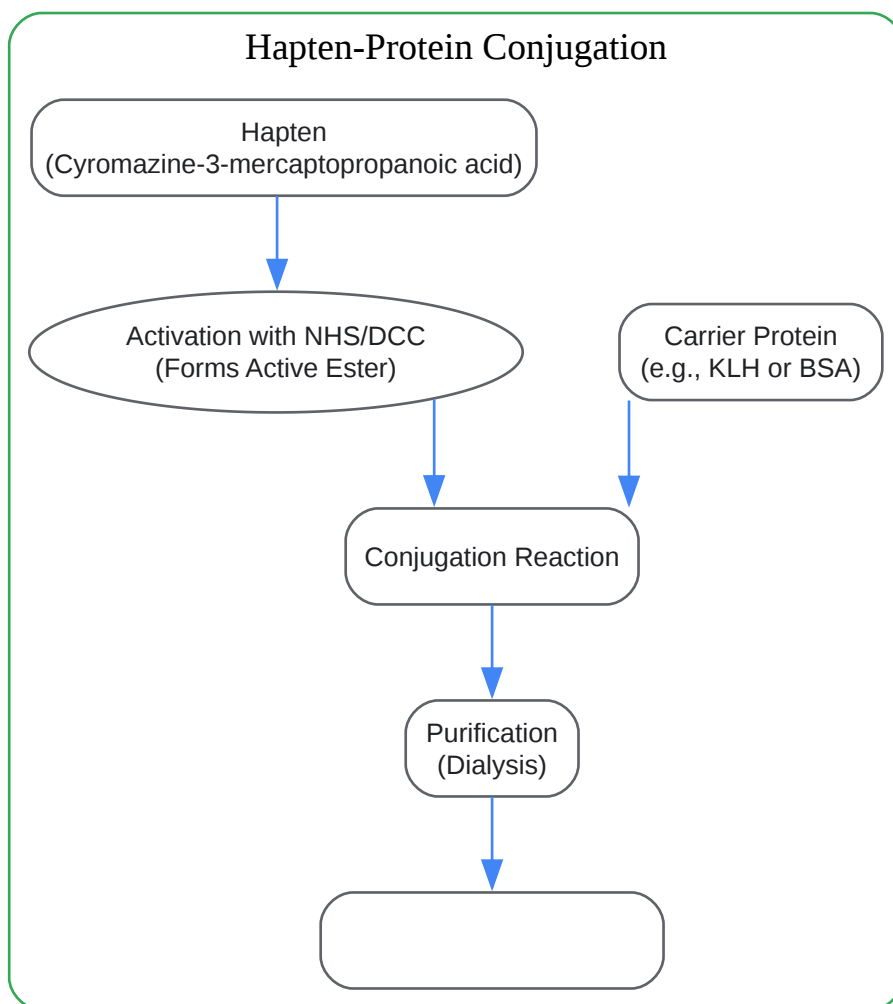 Hapten-Protein Conjugation
Hapten
(Cyromazine-3-mercaptopropanoic acid)
Activation with NHS/DCC
(Forms Active Ester)
Carrier Protein
(e.g., KLH or BSA)
Conjugation Reaction
Purification
(Dialysis)